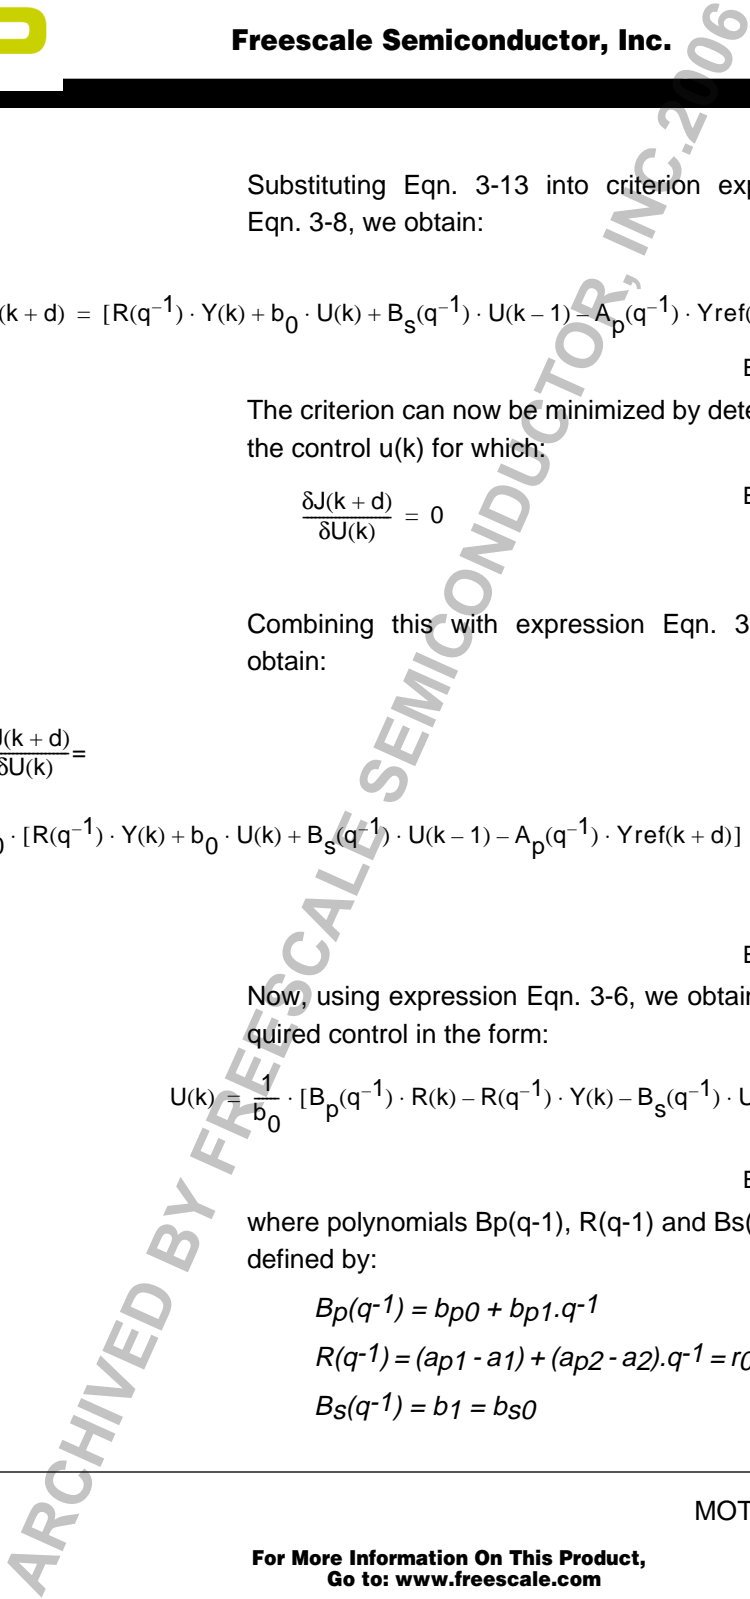 Freescale Semiconductor, Inc.
Substituting Eqn. 3-13 into criterion
Eqn. 3-8, we obtain:
(k + d) = [R(q⁻¹) · Y(k) + b₀ · U(k) + Bₛ(q⁻¹) · U(k – 1) – Aₚ(q⁻¹) · Yref(
The criterion can now be minimized by
the control u(k) for which:
δJ(k + d)
δU(k) = 0
Combining this with expression Eqn. 3
obtain:
J(k + d)
δU(k) =
· [R(q⁻¹) · Y(k) + b₀ · U(k) + Bₛ(q⁻¹) · U(k – 1) – Aₚ(q⁻¹) · Yref(k + d)]
Now, using expression Eqn. 3-6, we obtain
quired control in the form:
U(k) = 1/b₀ · [Bₚ(q⁻¹) · R(k) – R(q⁻¹) · Y(k) – Bₛ(q⁻¹) · U
where polynomials Bp(q-1), R(q-1) and Bs(
defined by:
Bp(q-1) = bp0 + bp1.q-1
R(q-1) = (ap1 - a1) + (ap2 - a2).q-1 = r0
Bs(q-1) = b1 = bs0
MOT
For More Information On This Product,
Go to: www.freescale.com
ARCHIVED BY FREESCALE SEMICONDUCTOR, INC.2006